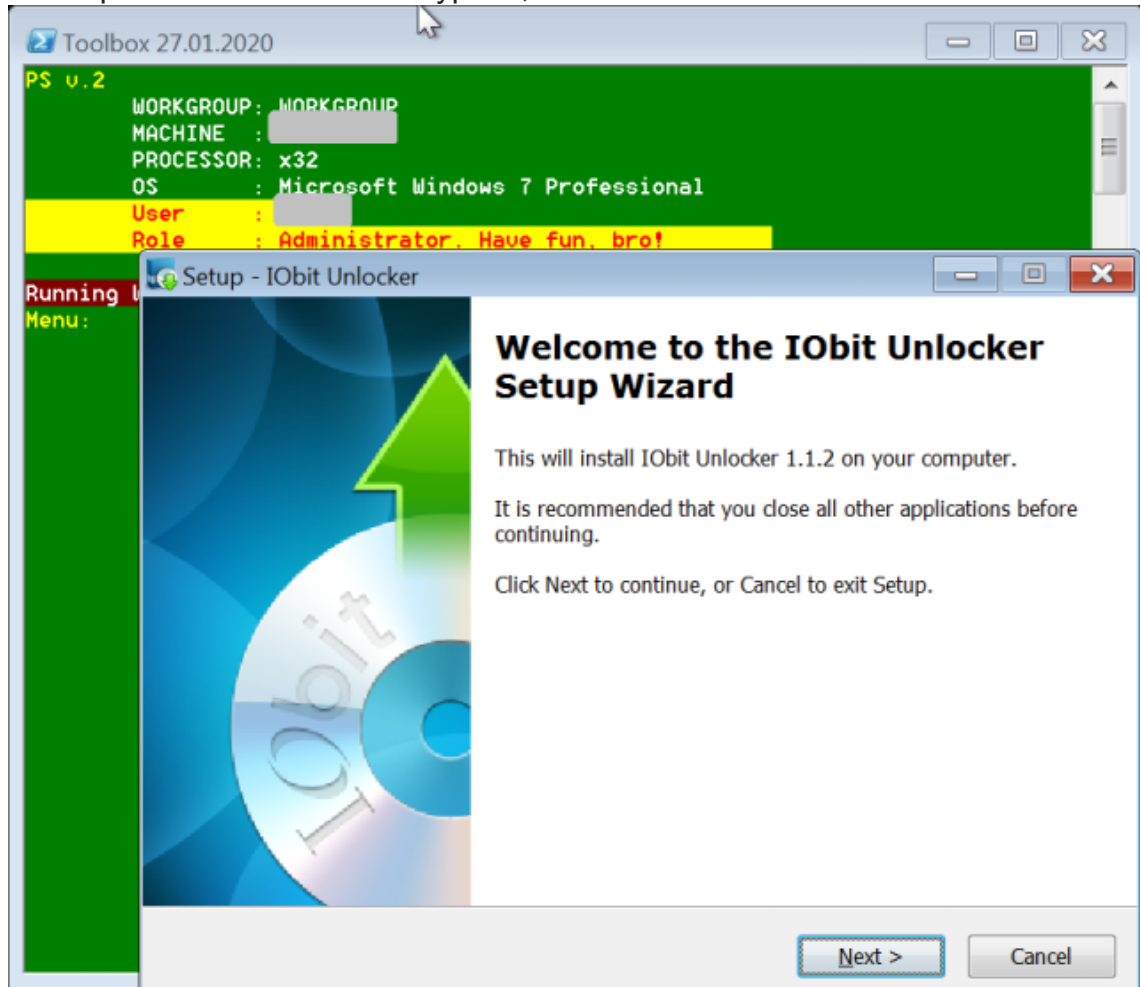 Toolbox 27.01.2020
PS v.2
WORKGROUP: WORKGROUP
MACHINE :
PROCESSOR: x32
OS : Microsoft Windows 7 Professional
User :
Role : Administrator. Have fun, bro!
Setup - IObit Unlocker
Running
Menu:
Welcome to the IObit Unlocker
Setup Wizard
This will install IObit Unlocker 1.1.2 on your computer.
It is recommended that you close all other applications before
continuing.
Click Next to continue, or Cancel to exit Setup.
IObit
Next >
Cancel